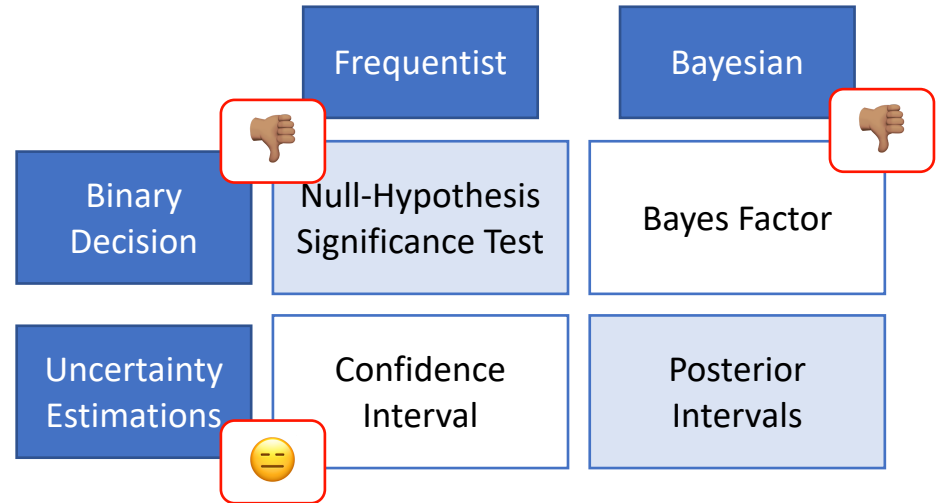 Frequentist
Bayesian
Binary
Decision
Null-Hypothesis
Significance Test
Bayes Factor
Uncertainty
Estimations
Confidence
Interval
Posterior
Intervals